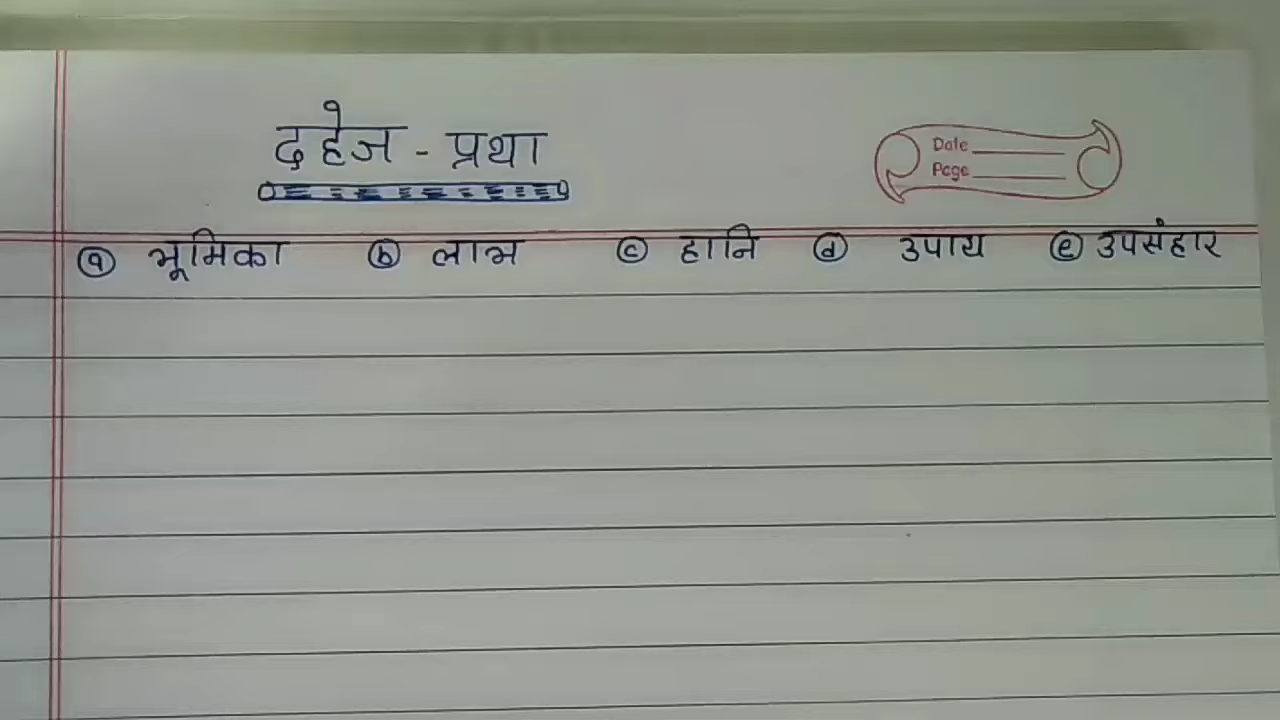 दहेज - प्रथा
Date
Page
ⓐ भूमिका ⓑ लाभ ⓒ हानि ⓓ उपाय ⓔ उपसंहार